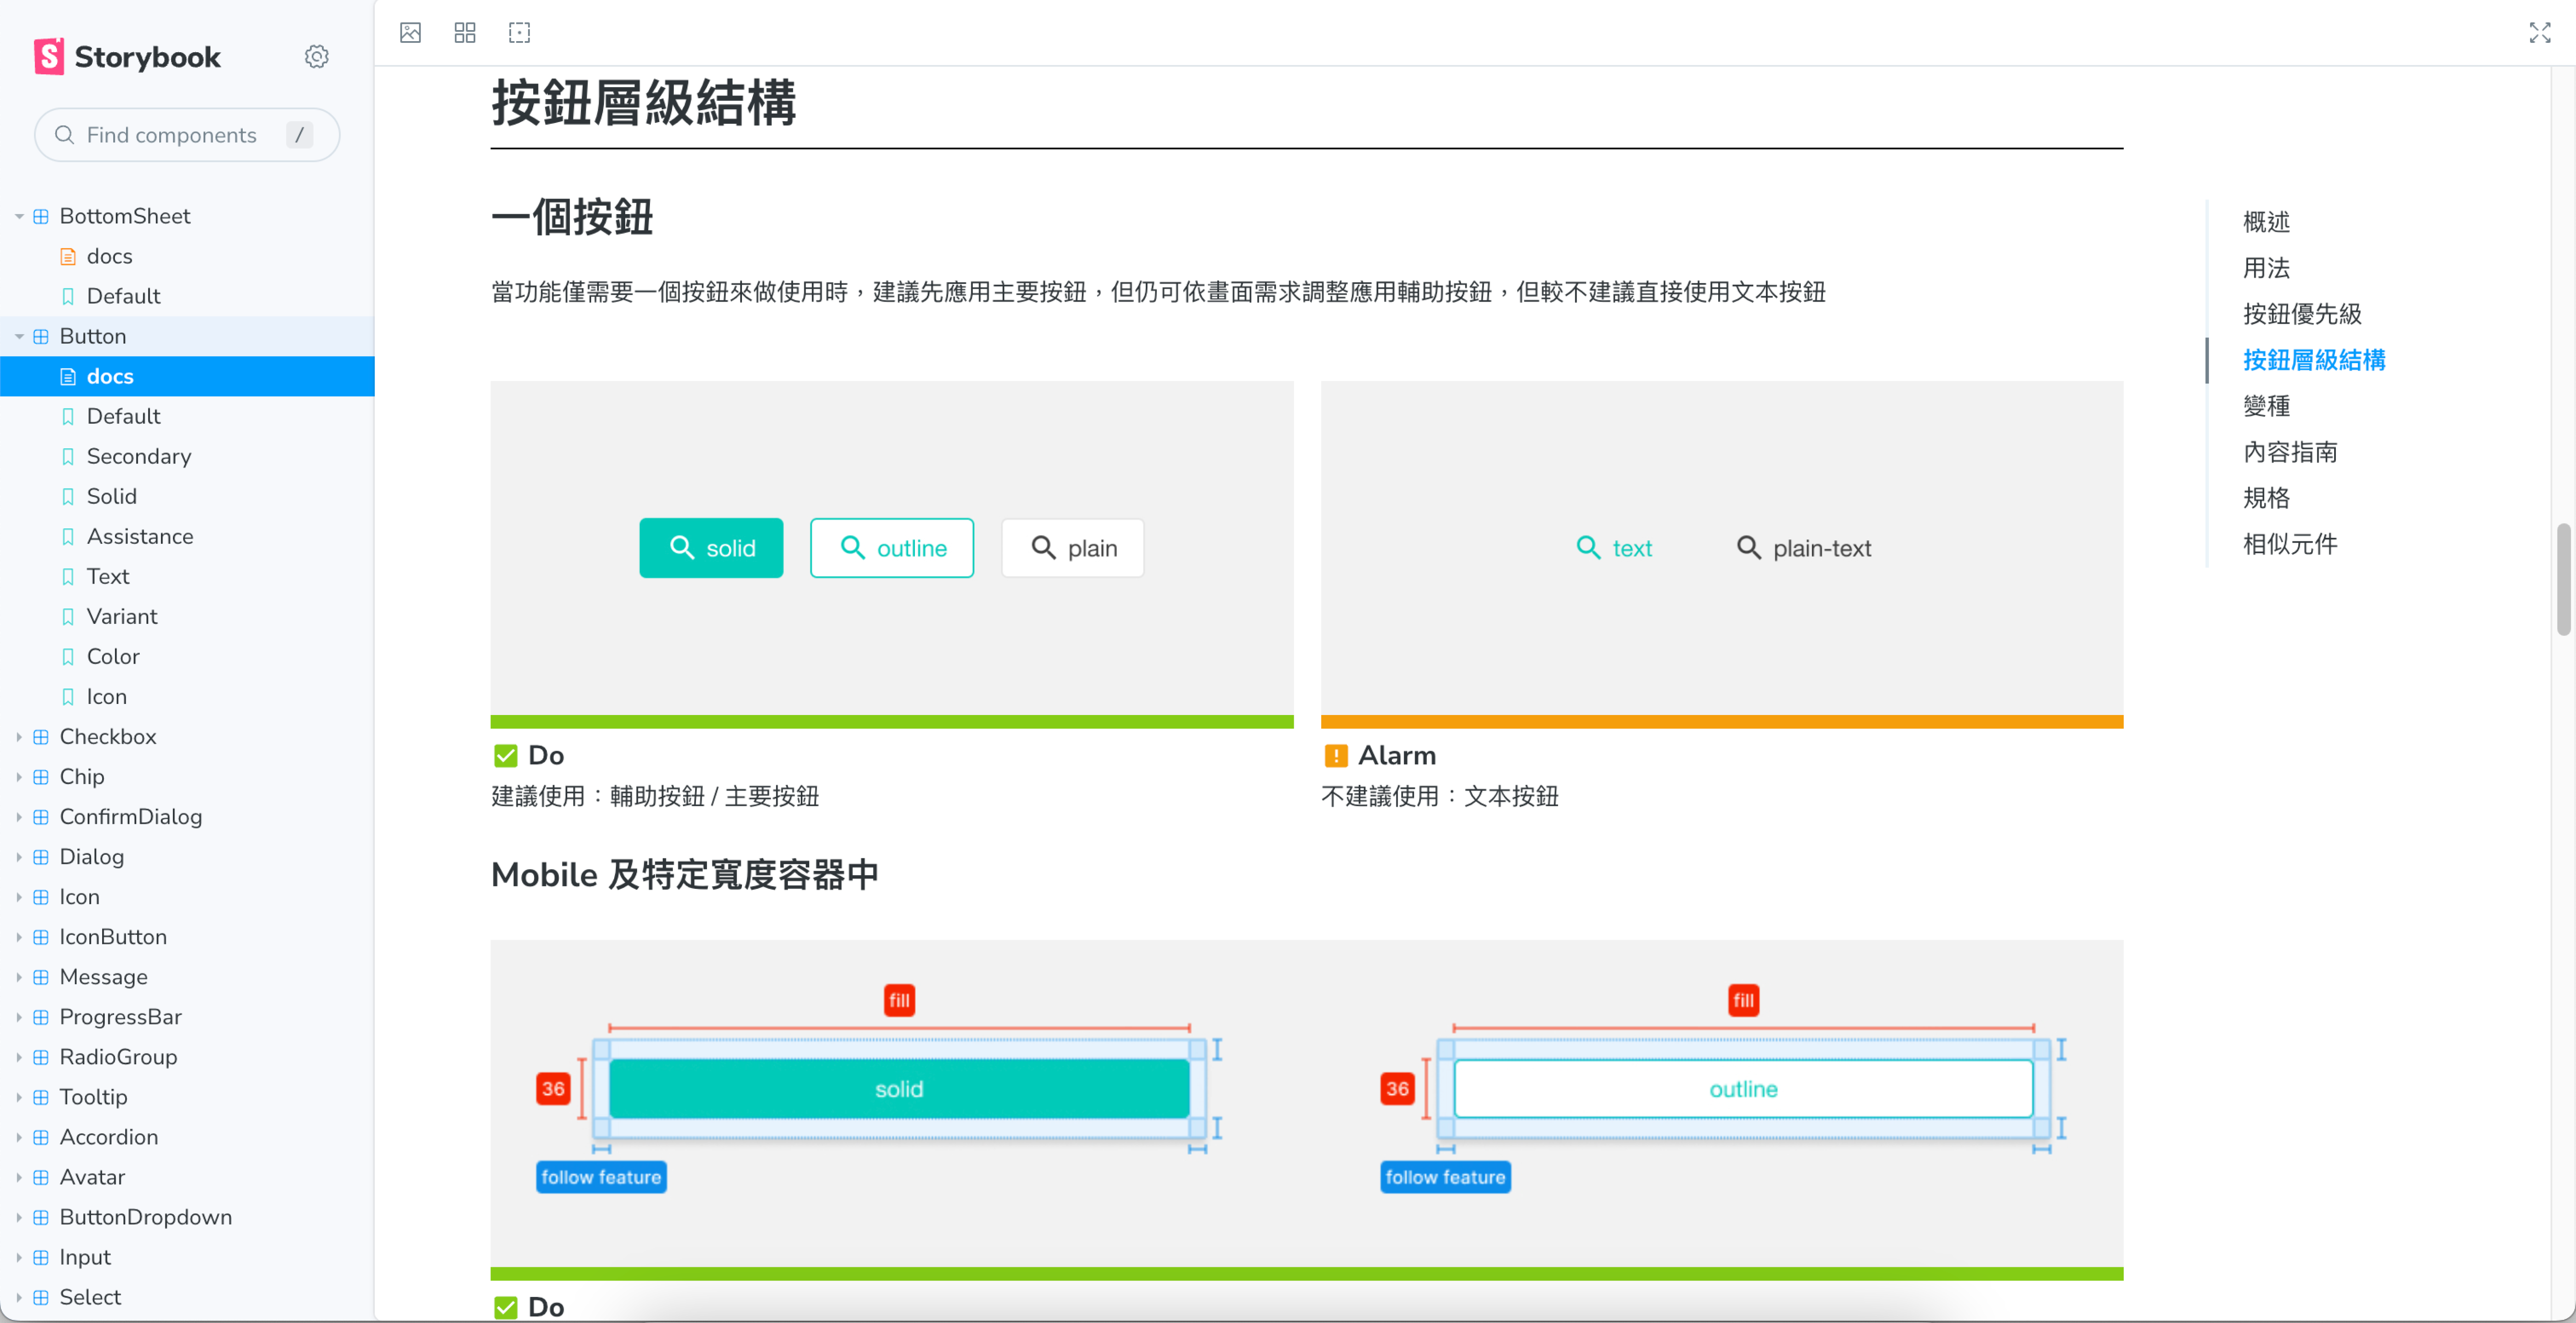 Storybook
Find components /
BottomSheet
docs
Default
Button
docs
Default
Secondary
Solid
Assistance
Text
Variant
Color
Icon
Checkbox
Chip
ConfirmDialog
Dialog
Icon
IconButton
Message
ProgressBar
RadioGroup
Tooltip
Accordion
Avatar
ButtonDropdown
Input
Select
按鈕層級結構
一個按鈕
當功能僅需要一個按鈕來做使用時，建議先應用主要按鈕，但仍可依畫面需求調整應用輔助按鈕，但較不建議直接使用文本按鈕
solid
outline
plain
text
plain-text
Do
建議使用：輔助按鈕 / 主要按鈕
Alarm
不建議使用：文本按鈕
Mobile 及特定寬度容器中
fill
36
solid
follow feature
fill
36
outline
follow feature
Do
概述
用法
按鈕優先級
按鈕層級結構
變種
內容指南
規格
相似元件